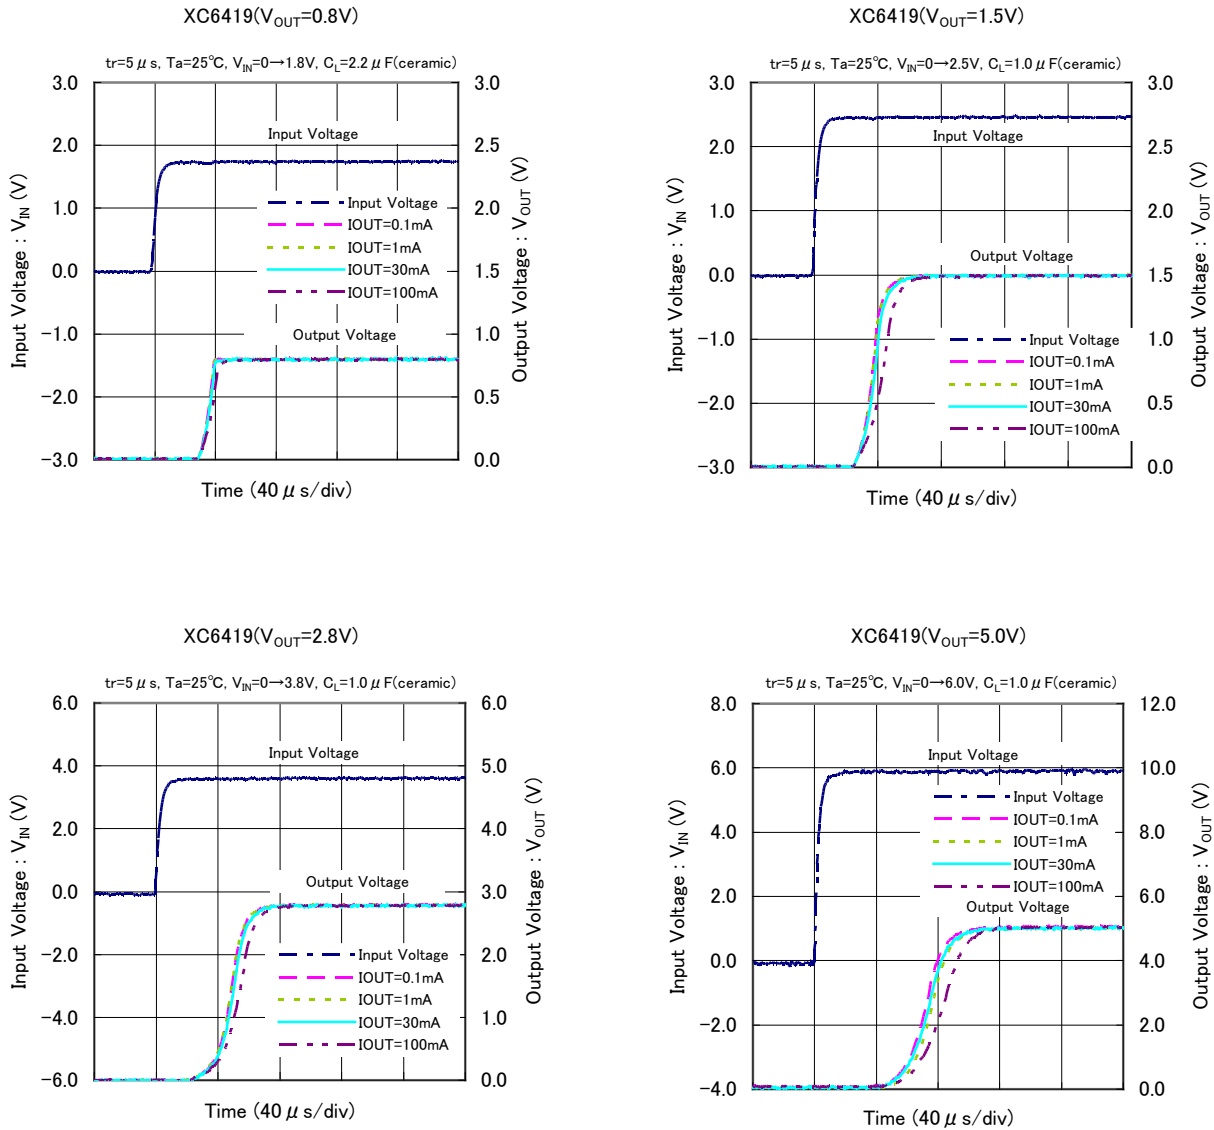 XC6419(VOUT=0.8V)
tr=5μs, Ta=25℃, VIN=0→1.8V, CL=2.2μF(ceramic)
3.0
2.0
1.0
0.0
-1.0
-2.0
-3.0
Input Voltage : VIN (V)
3.0
2.5
2.0
1.5
1.0
0.5
0.0
Output Voltage : VOUT (V)
Input Voltage
Input Voltage
IOUT=0.1mA
IOUT=1mA
IOUT=30mA
IOUT=100mA
Output Voltage
Time (40μs/div)
XC6419(VOUT=1.5V)
tr=5μs, Ta=25℃, VIN=0→2.5V, CL=1.0μF(ceramic)
3.0
2.0
1.0
0.0
-1.0
-2.0
-3.0
Input Voltage : VIN (V)
3.0
2.5
2.0
1.5
1.0
0.5
0.0
Output Voltage : VOUT (V)
Input Voltage
Output Voltage
Input Voltage
IOUT=0.1mA
IOUT=1mA
IOUT=30mA
IOUT=100mA
Time (40μs/div)
XC6419(VOUT=2.8V)
tr=5μs, Ta=25℃, VIN=0→3.8V, CL=1.0μF(ceramic)
6.0
4.0
2.0
0.0
-2.0
-4.0
-6.0
Input Voltage : VIN (V)
6.0
5.0
4.0
3.0
2.0
1.0
0.0
Output Voltage : VOUT (V)
Input Voltage
Output Voltage
Input Voltage
IOUT=0.1mA
IOUT=1mA
IOUT=30mA
IOUT=100mA
Time (40μs/div)
XC6419(VOUT=5.0V)
tr=5μs, Ta=25℃, VIN=0→6.0V, CL=1.0μF(ceramic)
8.0
6.0
4.0
2.0
0.0
-2.0
-4.0
Input Voltage : VIN (V)
12.0
10.0
8.0
6.0
4.0
2.0
0.0
Output Voltage : VOUT (V)
Input Voltage
Input Voltage
IOUT=0.1mA
IOUT=1mA
IOUT=30mA
IOUT=100mA
Output Voltage
Time (40μs/div)